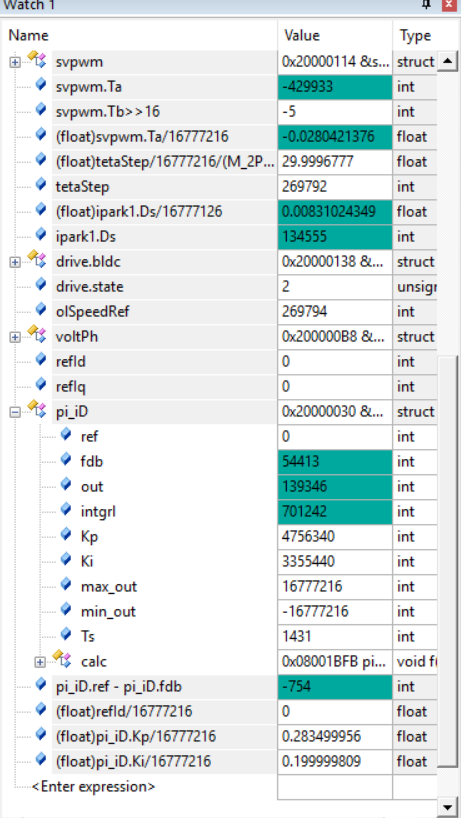 Watch 1
Name Value Type
svpwm 0x20000114 &s... struct
svpwm.Ta -429933 int
svpwm.Tb>>16 -5 int
(float)svpwm.Ta/16777216 -0.0280421376 float
(float)tetaStep/16777216/(M_2P... 29.9996777 float
tetaStep 269792 int
(float)ipark1.Ds/16777126 0.00831024349 float
ipark1.Ds 134555 int
drive.bldc 0x20000138 &... struct
drive.state 2 unsigr
olSpeedRef 269794 int
voltPh 0x200000B8 &... struct
refId 0 int
refIq 0 int
pi_iD 0x20000030 &... struct
ref 0 int
fdb 54413 int
out 139346 int
intgrl 701242 int
Kp 4756340 int
Ki 3355440 int
max_out 16777216 int
min_out -16777216 int
Ts 1431 int
calc 0x08001BFB pi... void f
pi_iD.ref - pi_iD.fdb -754 int
(float)refId/16777216 0 float
(float)pi_iD.Kp/16777216 0.283499956 float
(float)pi_iD.Ki/16777216 0.199999809 float
<Enter expression>